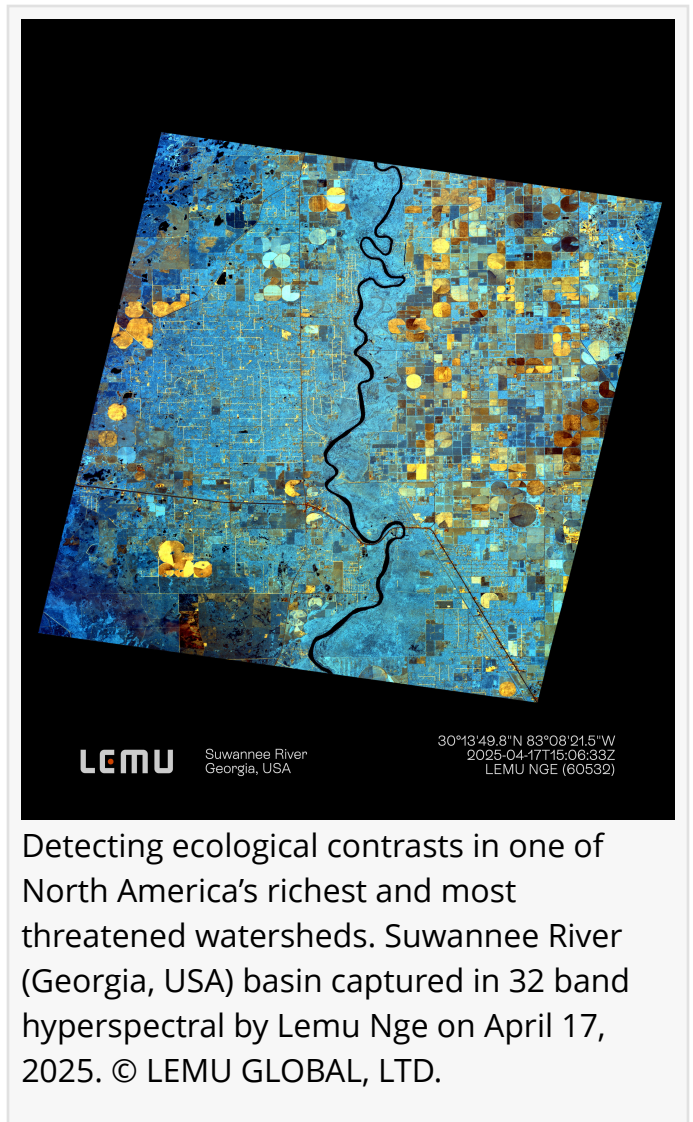 LEMU
Suwannee River
Georgia, USA
30°13'49.8"N 83°08'21.5"W
2025-04-17T15:06:33Z
LEMU NGE (60532)
Detecting ecological contrasts in one of
North America’s richest and most
threatened watersheds. Suwannee River
(Georgia, USA) basin captured in 32 band
hyperspectral by Lemu Nge on April 17,
2025. © LEMU GLOBAL, LTD.